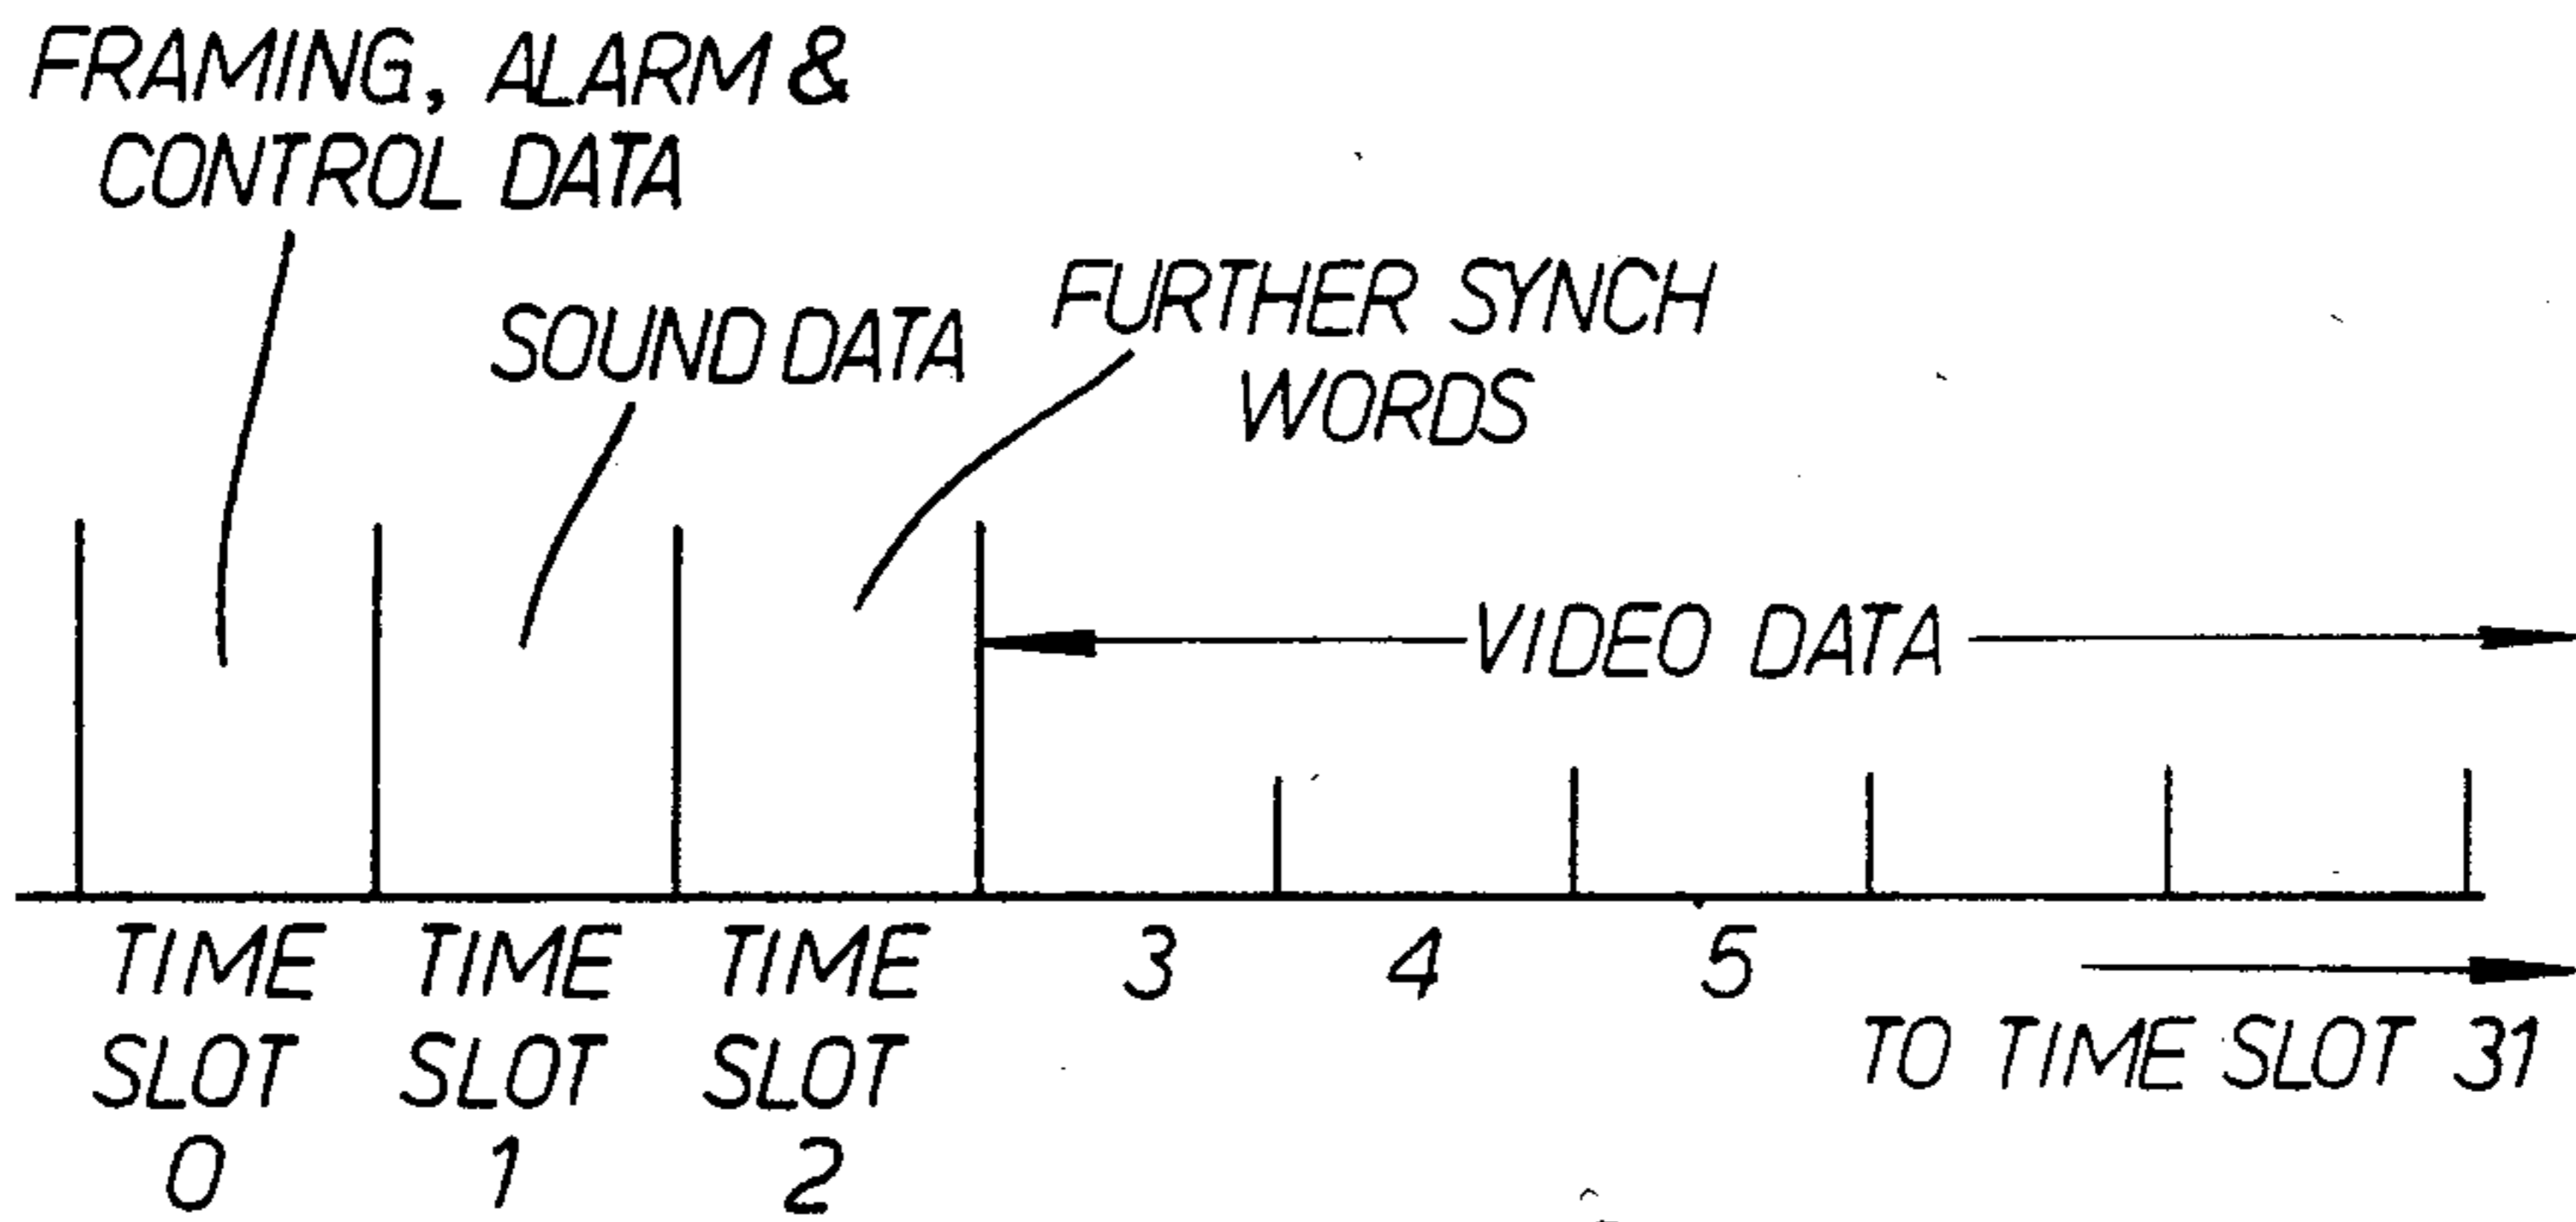 FRAMING, ALARM &
CONTROL DATA
SOUND DATA
FURTHER SYNCH
WORDS
VIDEO DATA
TIME SLOT 0
TIME SLOT 1
TIME SLOT 2
3
4
5
TO TIME SLOT 31